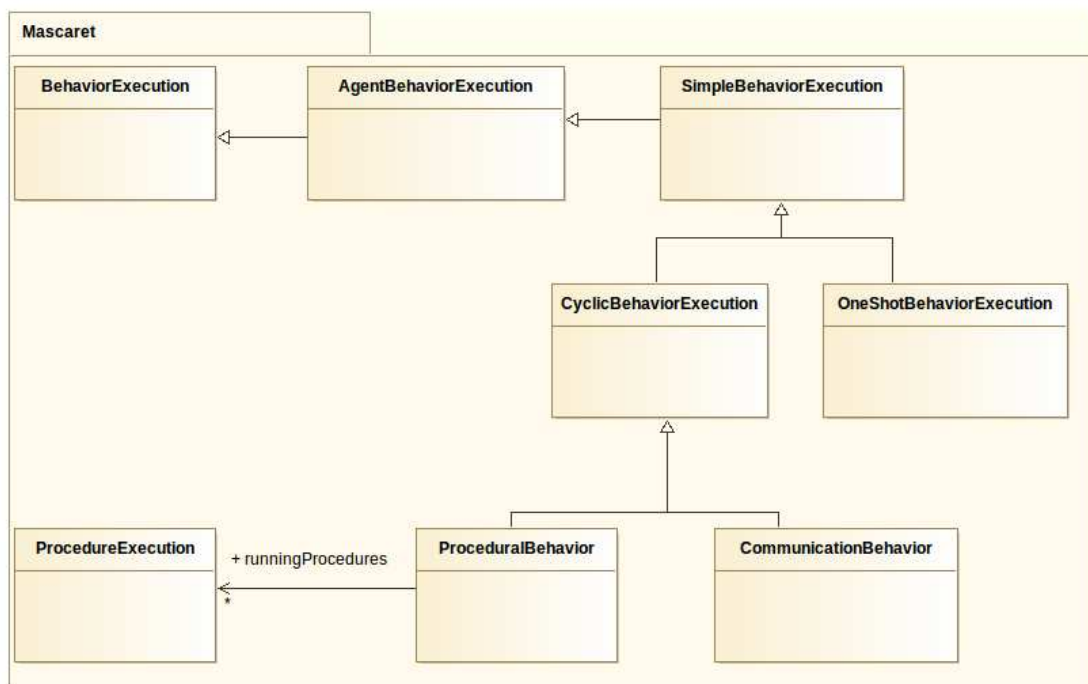 Mascaret
BehaviorExecution
AgentBehaviorExecution
SimpleBehaviorExecution
CyclicBehaviorExecution
OneShotBehaviorExecution
ProcedureExecution
+ runningProcedures
*
ProceduralBehavior
CommunicationBehavior